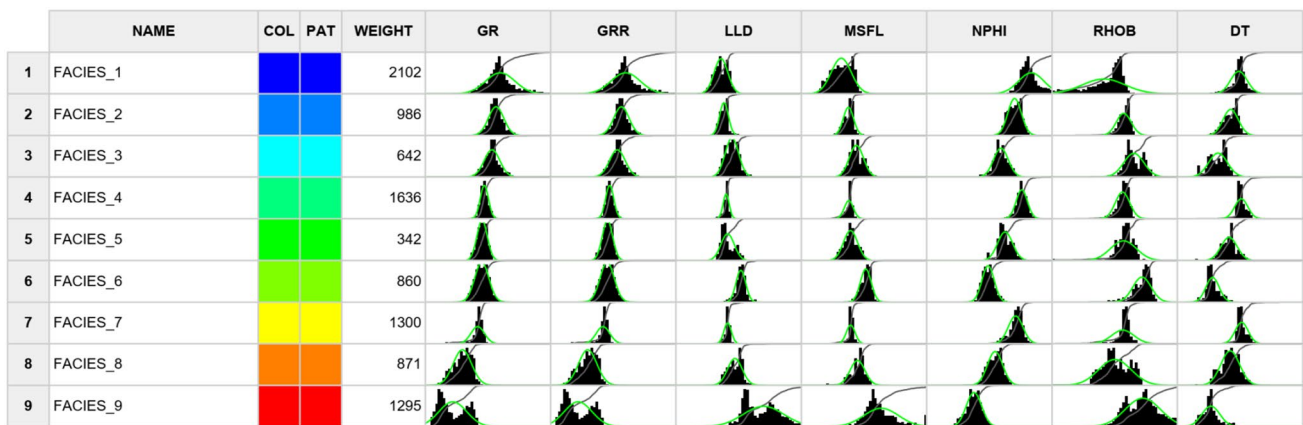 NAME COL PAT WEIGHT GR GRR LLD MSFL NPHI RHOB DT
1 FACIES_1 2102
2 FACIES_2 986
3 FACIES_3 642
4 FACIES_4 1636
5 FACIES_5 342
6 FACIES_6 860
7 FACIES_7 1300
8 FACIES_8 871
9 FACIES_9 1295